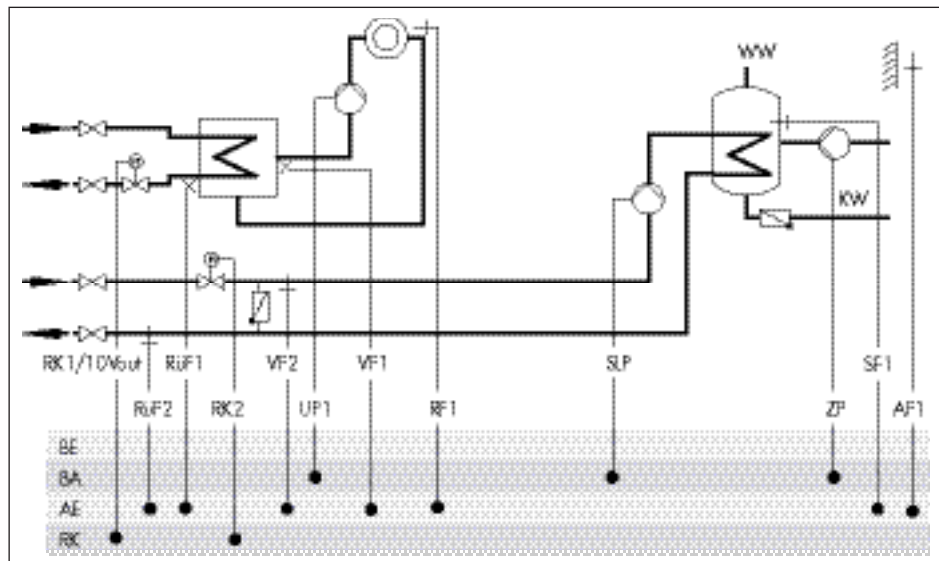 WW
KW
RK1/10Vout RüF1 VF2 VF1 SLP SF1
RüF2 RK2 UP1 RF1 ZP AF1
BE
BA
AE
RK